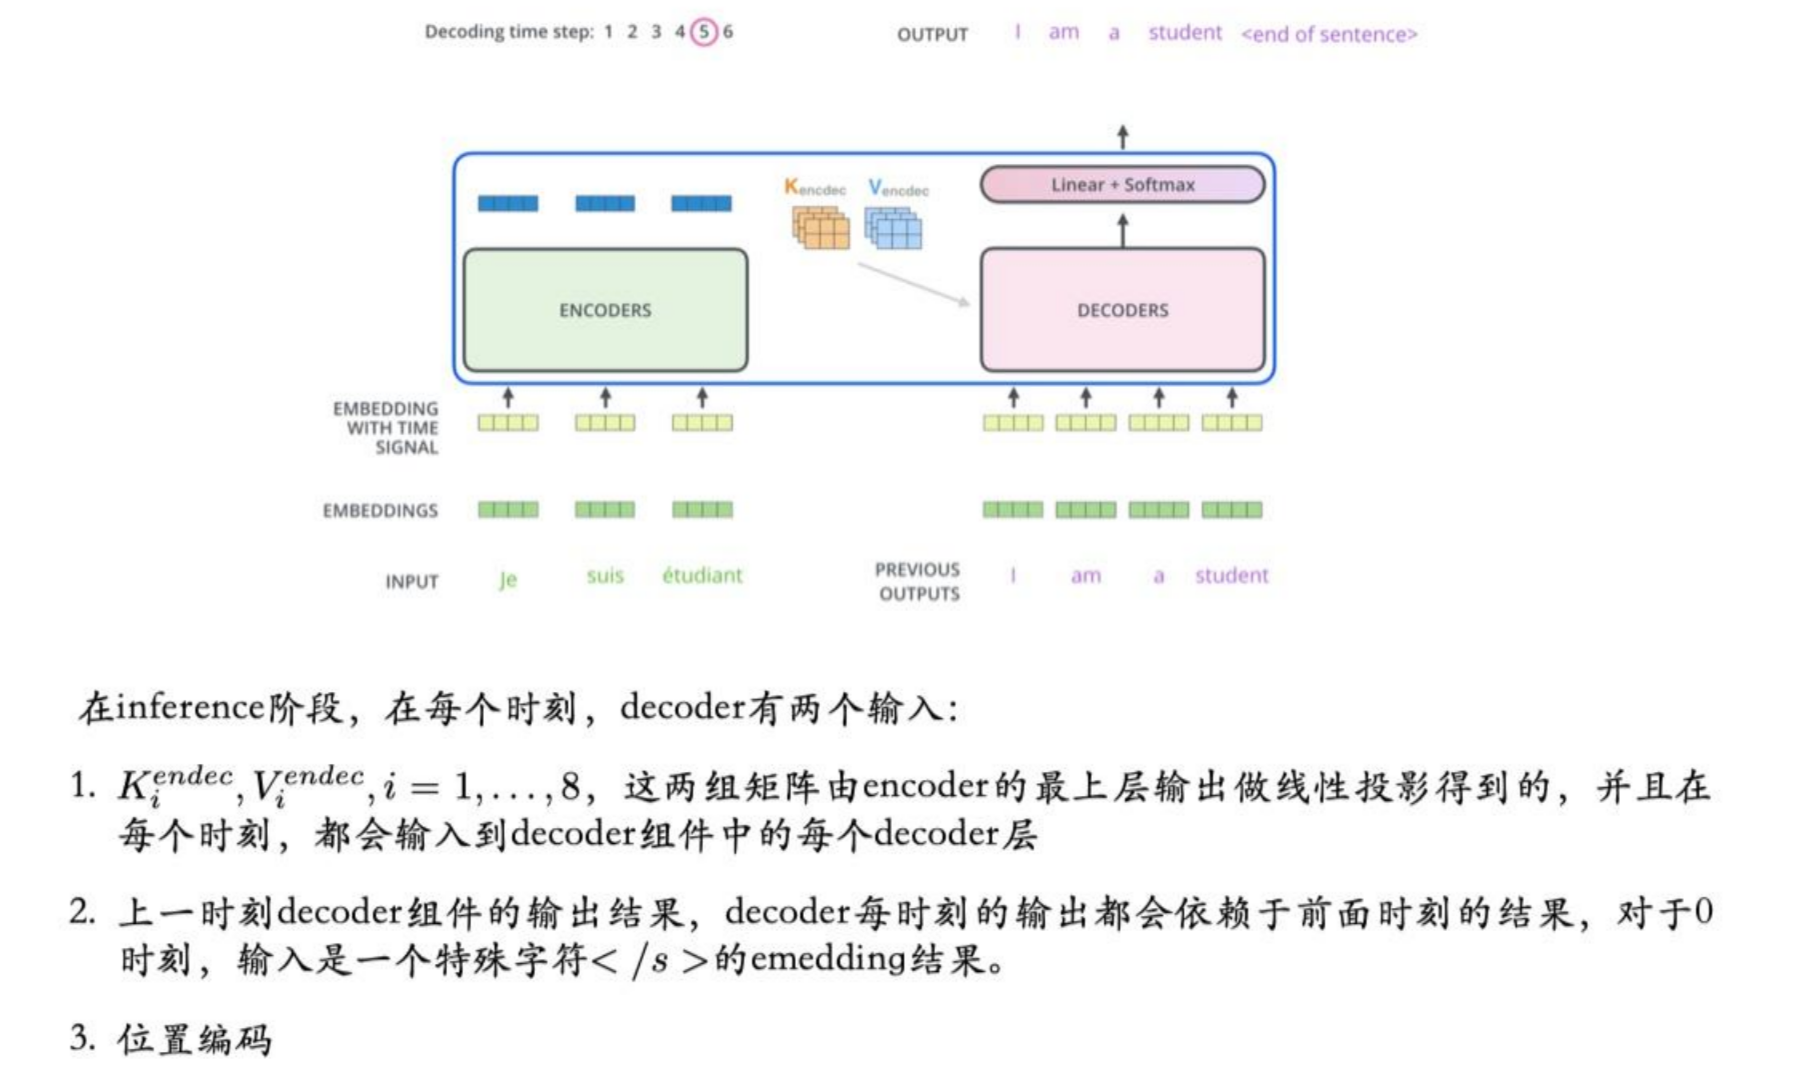 Decoding time step: 1 2 3 4 5 6
OUTPUT I am a student <end of sentence>
Kencdec Vencdec
Linear + Softmax
ENCODERS
DECODERS
EMBEDDING
WITH TIME
SIGNAL
EMBEDDINGS
INPUT Je suis étudiant
PREVIOUS
OUTPUTS
I am a student
在inference阶段，在每个时刻，decoder有两个输入：
1. K_i^{endec}, V_i^{endec}, i = 1, ..., 8，这两组矩阵由encoder的最上层输出做线性投影得到的，并且在
每个时刻，都会输入到decoder组件中的每个decoder层
2. 上一时刻decoder组件的输出结果，decoder每时刻的输出都会依赖于前面时刻的结果，对于0
时刻，输入是一个特殊字符< /s >的emedding结果。
3. 位置编码